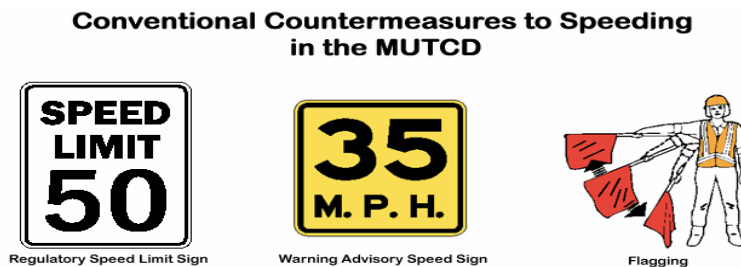 Conventional Countermeasures to Speeding
in the MUTCD
SPEED
LIMIT
50
35
M. P. H.
Regulatory Speed Limit Sign
Warning Advisory Speed Sign
Flagging